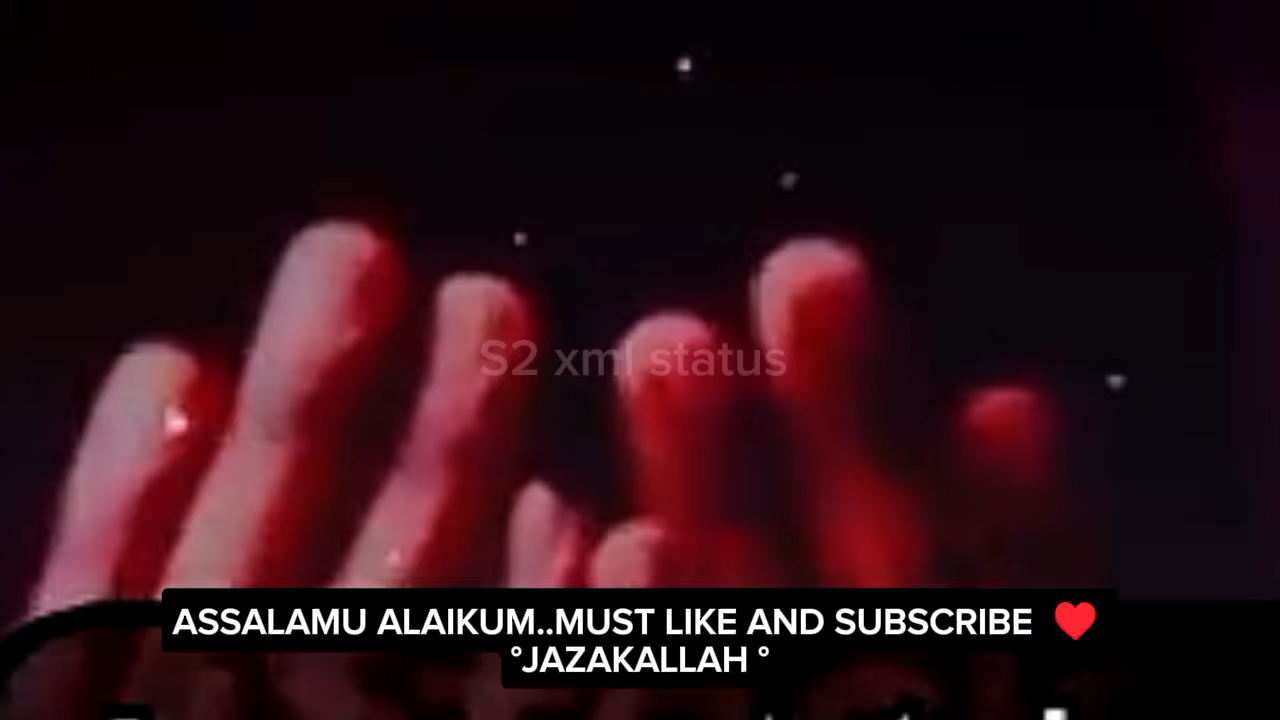 S2 xml status
ASSALAMU ALAIKUM..MUST LIKE AND SUBSCRIBE ♥️
°JAZAKALLAH °